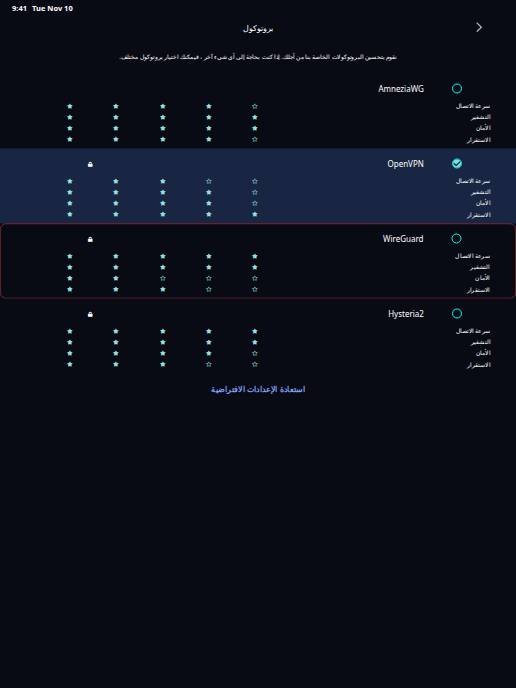 9:41 Tue Nov 10
بروتوكول
نقوم بتحسين البروتوكولات الخاصة بنا من أجلك. إذا كنت بحاجة إلى أي شيء آخر ، فيمكنك اختيار بروتوكول مختلف.
AmneziaWG
سرعة الاتصال
التشفير
الأمان
الاستقرار
OpenVPN
سرعة الاتصال
التشفير
الأمان
الاستقرار
WireGuard
سرعة الاتصال
التشفير
الأمان
الاستقرار
Hysteria2
سرعة الاتصال
التشفير
الأمان
الاستقرار
استعادة الإعدادات الافتراضية